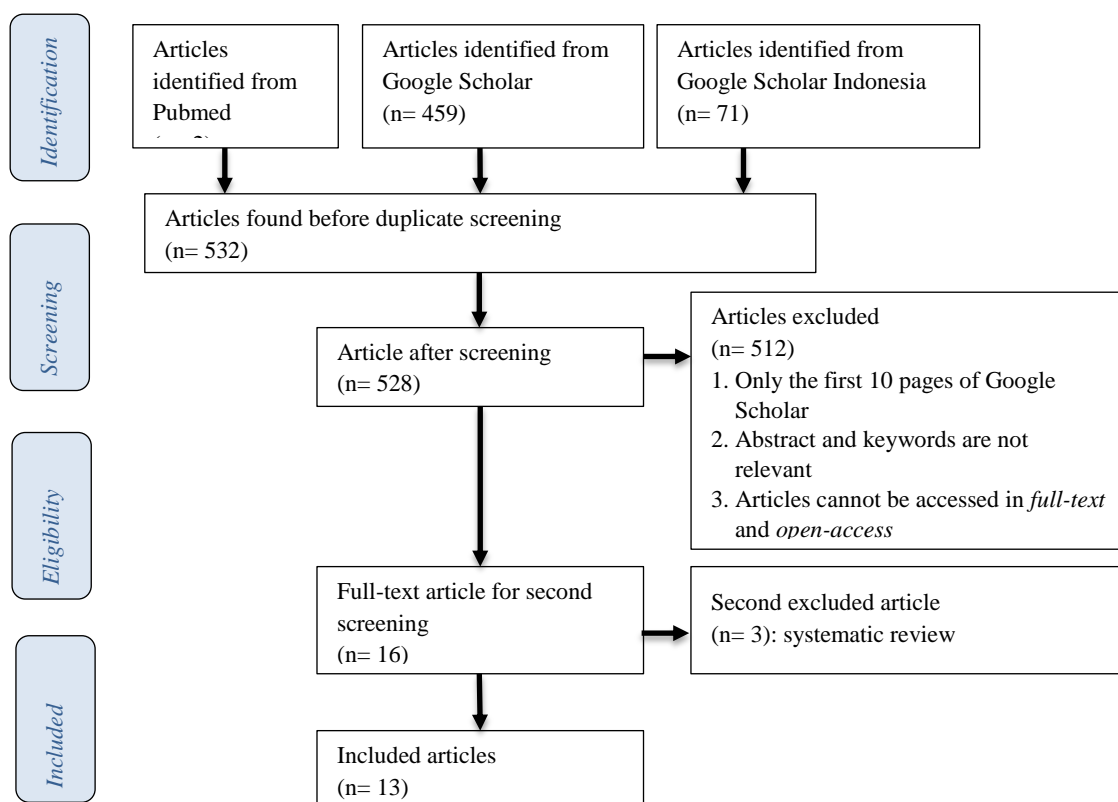 Identification
Articles
identified from
Pubmed
Articles identified from
Google Scholar
(n= 459)
Articles identified from
Google Scholar Indonesia
(n= 71)
Articles found before duplicate screening
(n= 532)
Screening
Article after screening
(n= 528)
Articles excluded
(n= 512)
1. Only the first 10 pages of Google
Scholar
2. Abstract and keywords are not
relevant
3. Articles cannot be accessed in full-text
and open-access
Eligibility
Full-text article for second
screening
(n= 16)
Second excluded article
(n= 3): systematic review
Included
Included articles
(n= 13)